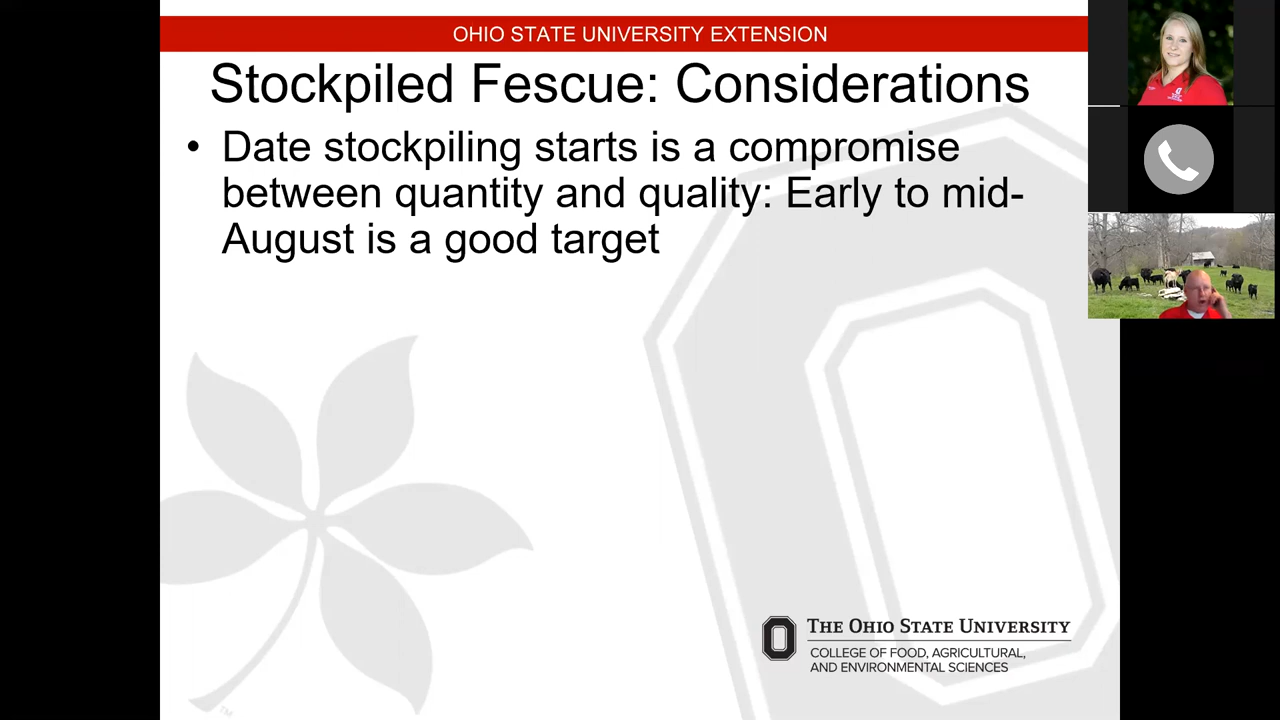 OHIO STATE UNIVERSITY EXTENSION
Stockpiled Fescue: Considerations
• Date stockpiling starts is a compromise
between quantity and quality: Early to mid-
August is a good target
THE OHIO STATE UNIVERSITY
COLLEGE OF FOOD, AGRICULTURAL,
AND ENVIRONMENTAL SCIENCES
TM